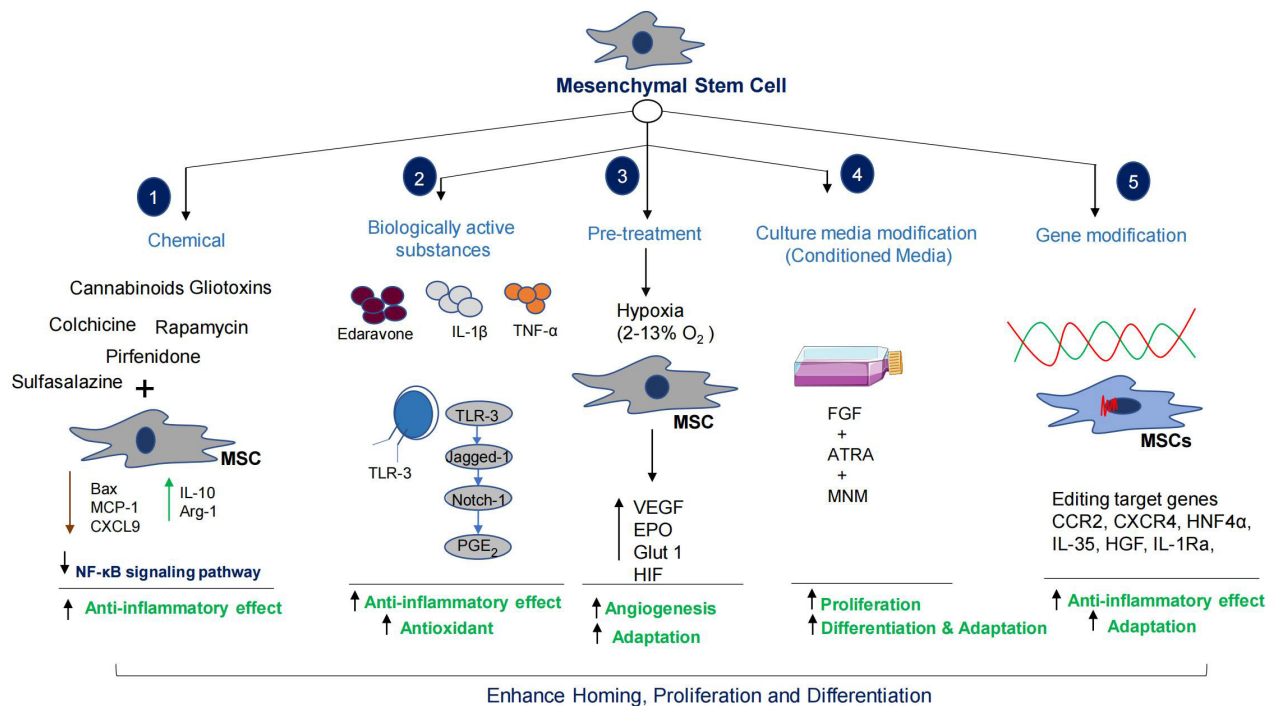 Mesenchymal Stem Cell
1
Chemical
Cannabinoids Gliotoxins
Colchicine Rapamycin
Pirfenidone
Sulfasalazine +
MSC
Bax
MCP-1
CXCL9
IL-10
Arg-1
NF-κB signaling pathway
Anti-inflammatory effect
2
Biologically active
substances
Edaravone
IL-1β
TNF-α
TLR-3
TLR-3
Jagged-1
Notch-1
PGE₂
Anti-inflammatory effect
Antioxidant
3
Pre-treatment
Hypoxia
(2-13% O₂ )
MSC
VEGF
EPO
Glut 1
HIF
Angiogenesis
Adaptation
4
Culture media modification
(Conditioned Media)
FGF
+
ATRA
+
MNM
Proliferation
Differentiation & Adaptation
5
Gene modification
MSCs
Editing target genes
CCR2, CXCR4, HNF4α,
IL-35, HGF, IL-1Ra,
Anti-inflammatory effect
Adaptation
Enhance Homing, Proliferation and Differentiation